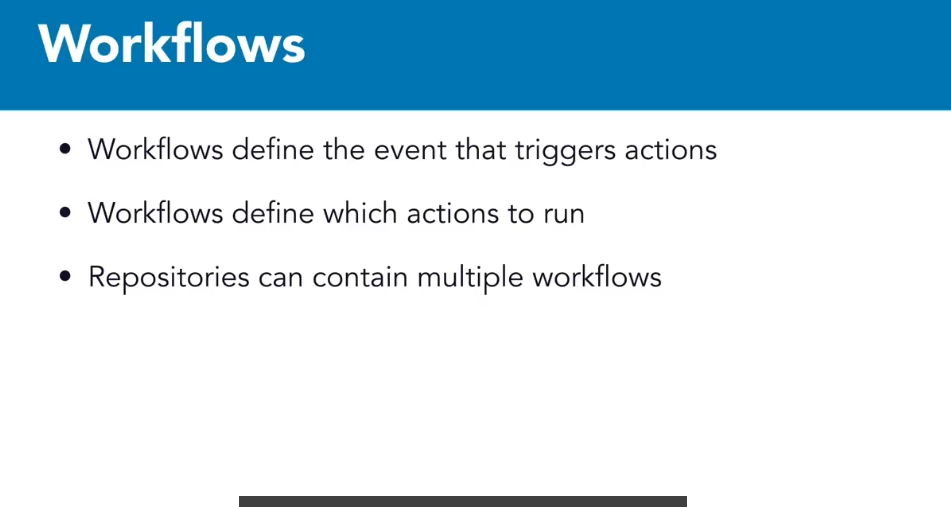 Workflows
• Workflows define the event that triggers actions
• Workflows define which actions to run
• Repositories can contain multiple workflows